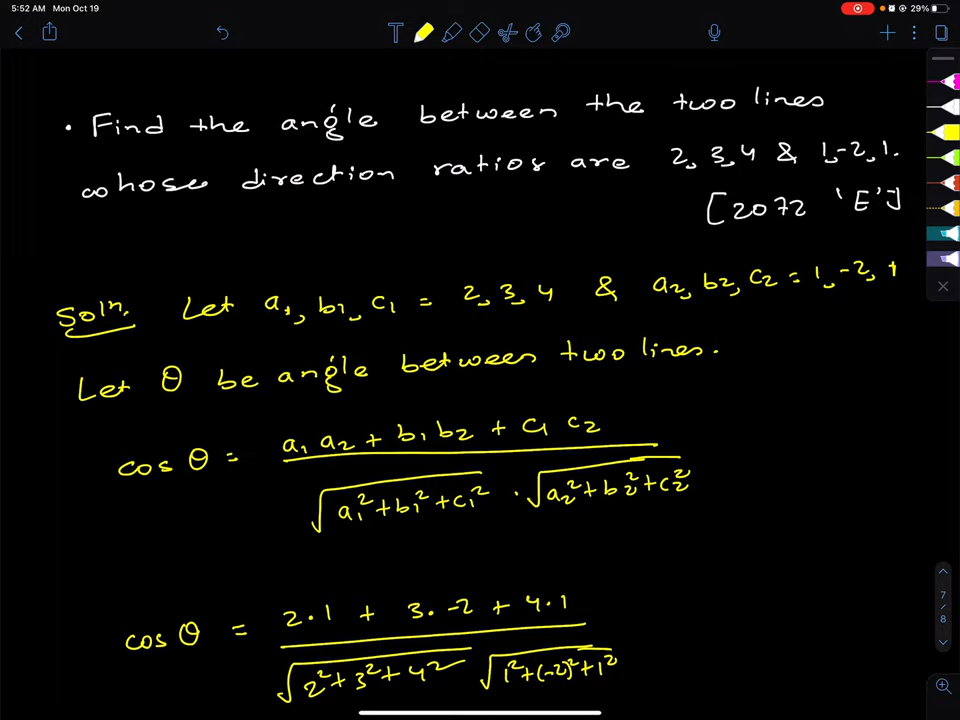 5:52 AM Mon Oct 19 29%
• Find the angle between the two lines
whose direction ratios are 2, 3, 4 & 1, -2, 1.
[2072 'E']
Soln. Let a₁, b₁, c₁ = 2, 3, 4 & a₂, b₂, c₂ = 1, -2, 1
Let θ be angle between two lines.
cos θ = (a₁ a₂ + b₁ b₂ + c₁ c₂) / (√(a₁² + b₁² + c₁²) · √(a₂² + b₂² + c₂²))
cos θ = (2·1 + 3·-2 + 4·1) / (√(2² + 3² + 4²) √(1² + (-2)² + 1²))
7 / 8